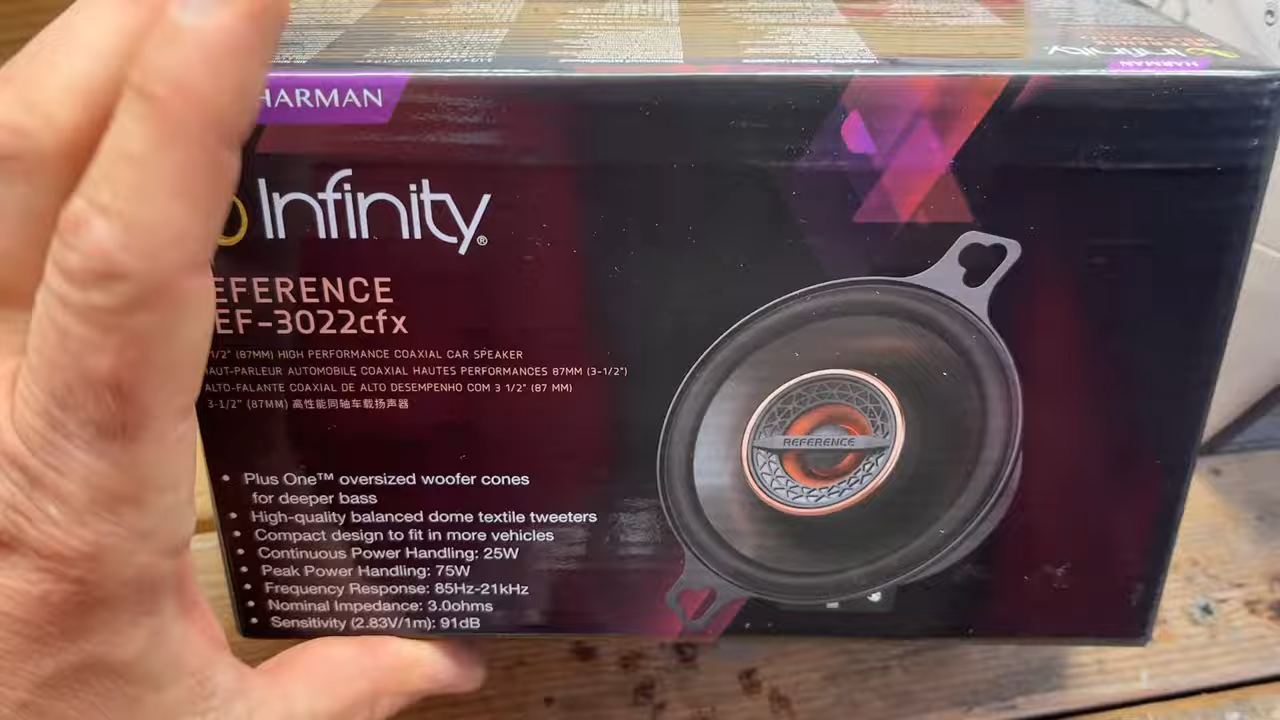 HARMAN
Infinity®
EFERENCE
EF-3022cfx
1/2" (87MM) HIGH PERFORMANCE COAXIAL CAR SPEAKER
HAUT-PARLEUR AUTOMOBILE COAXIAL HAUTES PERFORMANCES 87MM (3-1/2")
ALTO-FALANTE COAXIAL DE ALTO DESEMPENHO COM 3 1/2" (87 MM)
3-1/2" (87MM) 高性能同轴车载扬声器
• Plus One™ oversized woofer cones
for deeper bass
• High-quality balanced dome textile tweeters
• Compact design to fit in more vehicles
• Continuous Power Handling: 25W
• Peak Power Handling: 75W
• Frequency Response: 85Hz-21kHz
• Nominal Impedance: 3.0ohms
• Sensitivity (2.83V/1m): 91dB
REFERENCE
Infinity
HARMAN